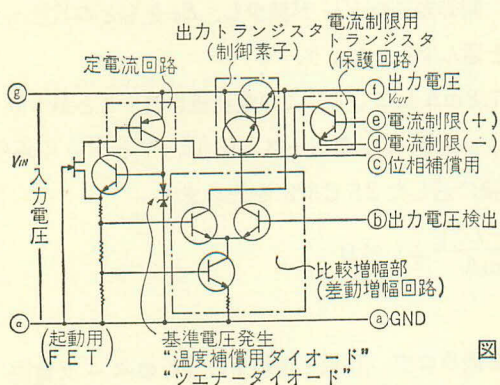 出力トランジスタ
(制御素子)
電流制限用
トランジスタ
(保護回路)
定電流回路
ⓖ
ⓕ出力電圧
VOUT
ⓔ電流制限(+)
ⓓ電流制限(−)
ⓒ位相補償用
VIN
入力電圧
ⓑ出力電圧検出
比較増幅部
(差動増幅回路)
ⓐ
ⓐGND
(起動用
FET)
基準電圧発生
“温度補償用ダイオード”
“ツエナーダイオード”
図